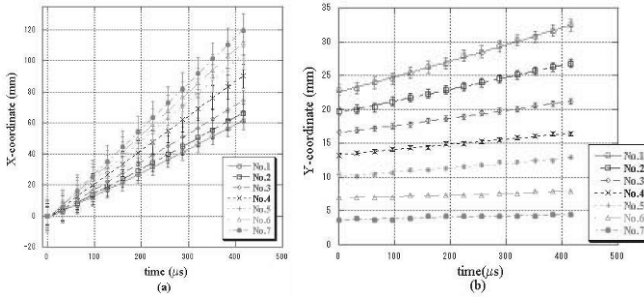 120
100
80
60
40
20
0
-20
X-coordinate (mm)
No.1
No.2
No.3
No.4
No.5
No.6
No.7
0 100 200 300 400 500
time (μs)
(a)
35
30
25
20
15
10
5
0
Y-coordinate (mm)
No.1
No.2
No.3
No.4
No.5
No.6
No.7
0 100 200 300 400 500
time(μs)
(b)